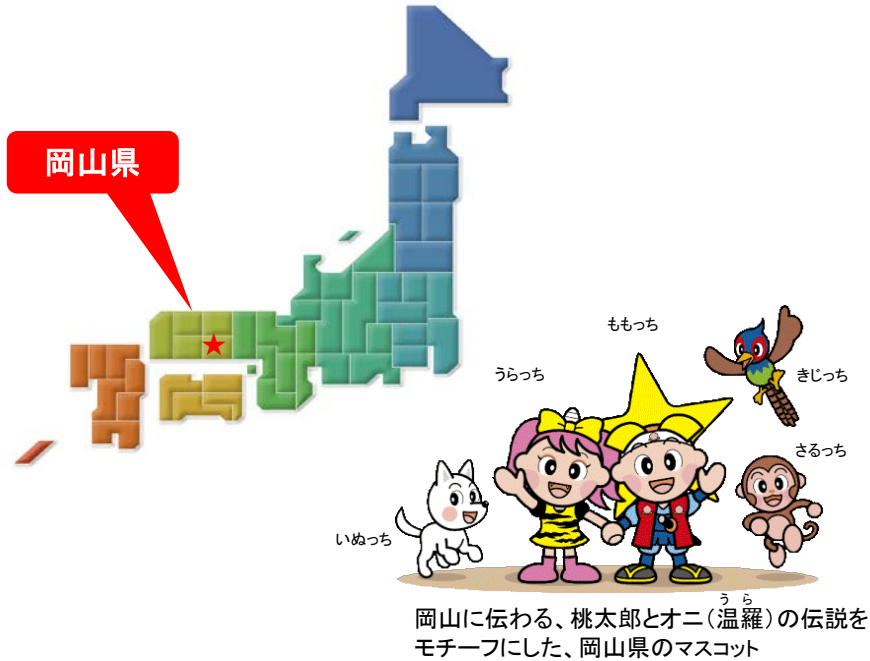 岡山県
ももっち
うらっち
きじっち
さるっち
いぬっち
うら
岡山に伝わる、桃太郎とオニ（温羅）の伝説を
モチーフにした、岡山県のマスコット